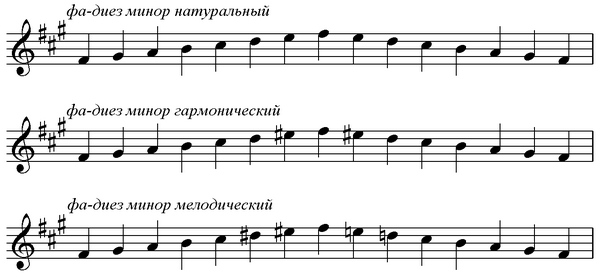 фа-диез минор натуральный
фа-диез минор гармонический
фа-диез минор мелодический